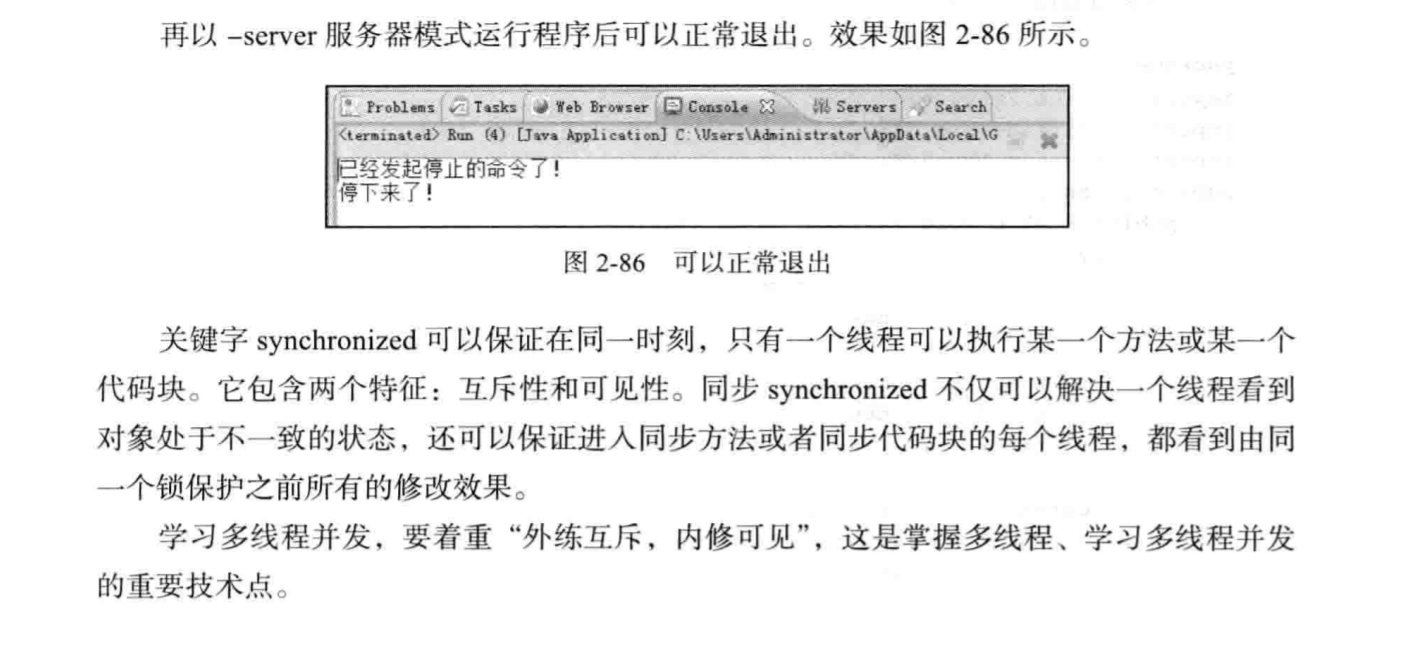 再以 –server 服务器模式运行程序后可以正常退出。效果如图 2-86 所示。
Problems Tasks Web Browser Console Servers Search
<terminated> Run (4) [Java Application] C:\Users\Administrator\AppData\Local\G
已经发起停止的命令了!
停下来了!
图 2-86 可以正常退出
关键字 synchronized 可以保证在同一时刻，只有一个线程可以执行某一个方法或某一个
代码块。它包含两个特征：互斥性和可见性。同步 synchronized 不仅可以解决一个线程看到
对象处于不一致的状态，还可以保证进入同步方法或者同步代码块的每个线程，都看到由同
一个锁保护之前所有的修改效果。
学习多线程并发，要着重“外练互斥，内修可见”，这是掌握多线程、学习多线程并发
的重要技术点。